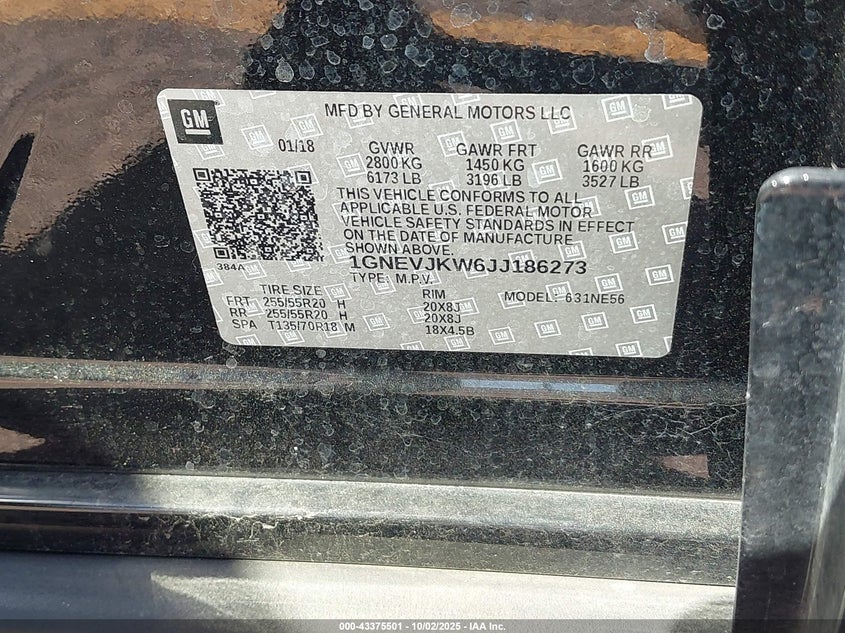 GM
MFD BY GENERAL MOTORS LLC
01/18 GVWR GAWR FRT GAWR RR
2800 KG 1450 KG 1600 KG
6173 LB 3196 LB 3527 LB
THIS VEHICLE CONFORMS TO ALL
APPLICABLE U.S. FEDERAL MOTOR
VEHICLE SAFETY STANDARDS IN EFFECT
ON THE DATE OF MANUFACTURE
SHOWN ABOVE.
384A
1GNEVJKW6JJ186273
TYPE: M.P.V.
TIRE SIZE RIM MODEL: 631NE56
FRT 255/55R20 H 20X8J
RR 255/55R20 H 20X8J
SPA T135/70R18 M 18X4.5B
000-43375501 - 10/02/2025 - IAA Inc.